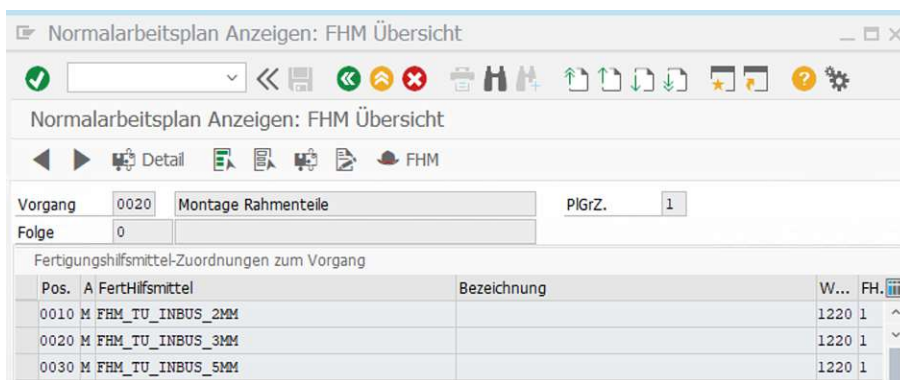 Normalarbeitsplan Anzeigen: FHM Übersicht
Normalarbeitsplan Anzeigen: FHM Übersicht
Detail FHM
Vorgang 0020 Montage Rahmenteile PlGrZ. 1
Folge 0
Fertigungshilfsmittel-Zuordnungen zum Vorgang
Pos. A FertHilfsmittel Bezeichnung W... FH.
0010 M FHM_TU_INBUS_2MM 1220 1
0020 M FHM_TU_INBUS_3MM 1220 1
0030 M FHM_TU_INBUS_5MM 1220 1